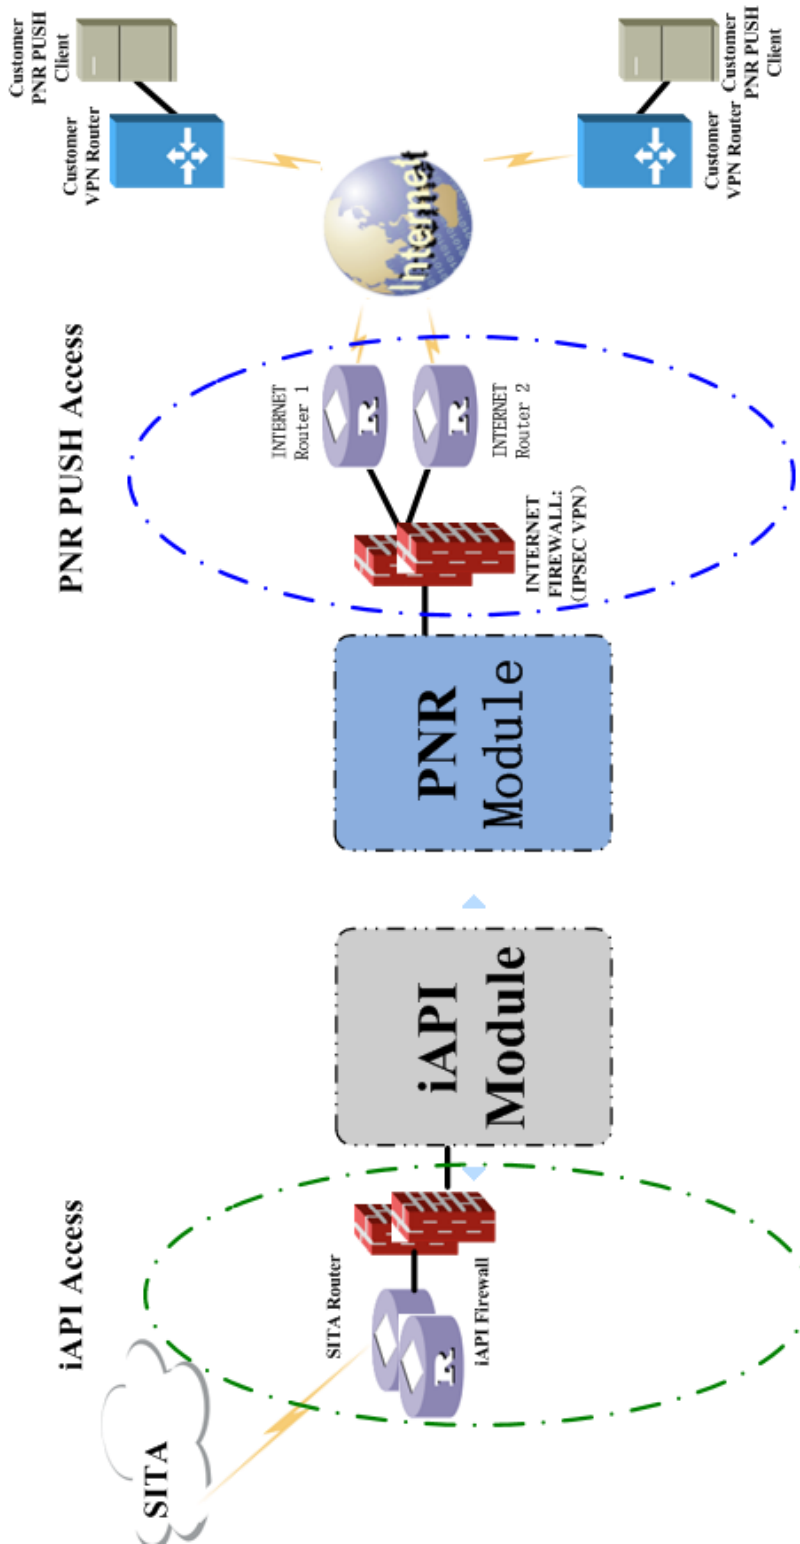 iAPI Access
PNR PUSH Access
SITA
SITA Router
iAPI Firewall
iAPI
Module
PNR
Module
INTERNET
FIREWALL:
(IPSEC VPN)
INTERNET
Router 1
R
INTERNET
Router 2
R
R
Internet
Customer
VPN Router
Customer
PNR PUSH
Client
Customer
VPN Router
Customer
PNR PUSH
Client